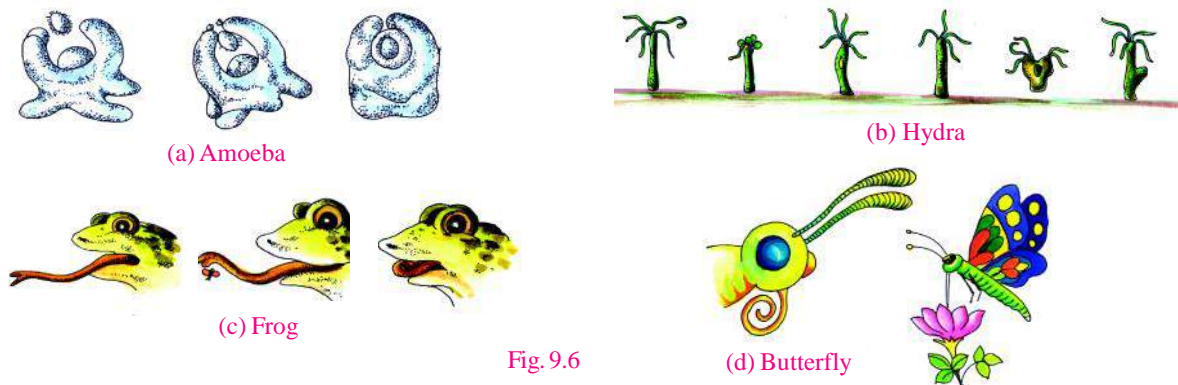 (a) Amoeba
(b) Hydra
(c) Frog
(d) Butterfly
Fig. 9.6